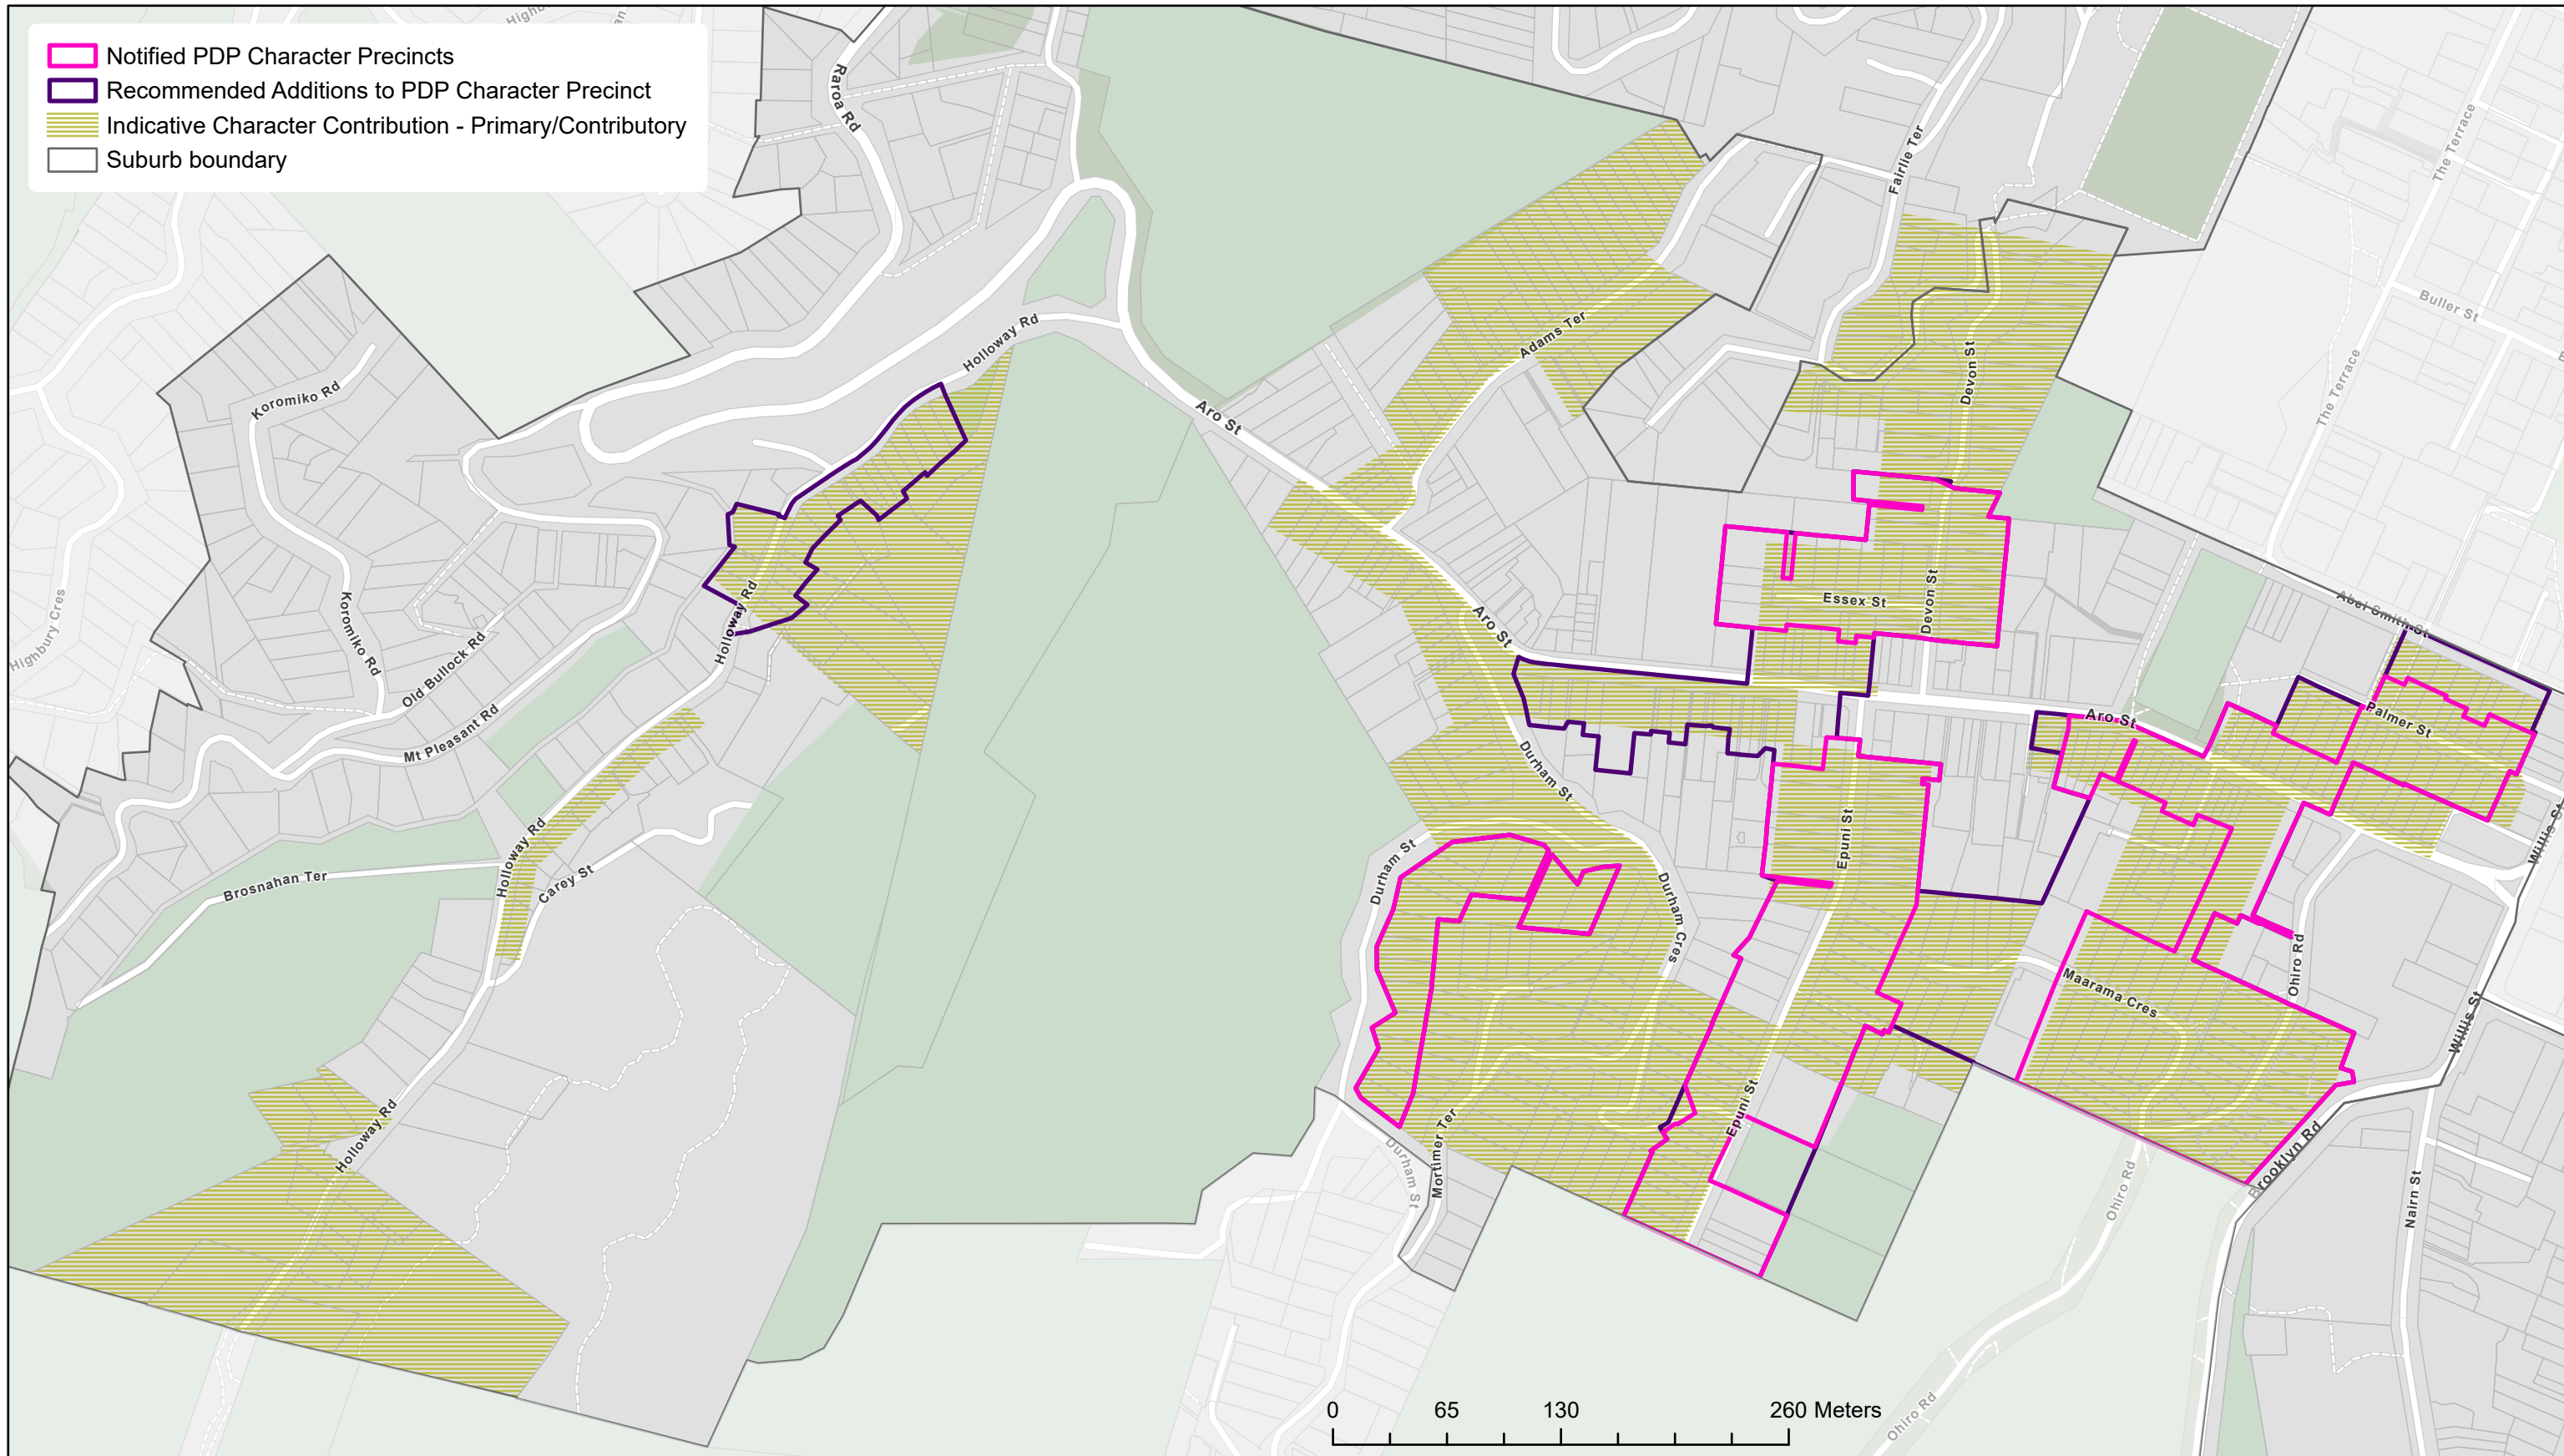 Notified PDP Character Precincts
Recommended Additions to PDP Character Precinct
Indicative Character Contribution - Primary/Contributory
Suburb boundary
Raroa Rd
Fairlie Ter
The Terrace
Buller St
Holloway Rd
Adams Ter
Devon St
The Terrace
Koromiko Rd
Aro St
Highbury Cres
Koromiko Rd
Old Bullock Rd
Mt Pleasant Rd
Holloway Rd
Aro St
Essex St
Devon St
Abel Smith St
Aro St
Palmer St
Durham St
Epuni St
Willis St
Holloway Rd
Brosnahan Ter
Carey St
Durham St
Durham Cres
Ohiro Rd
Maarama Cres
Willis St
Holloway Rd
Mortimer Ter
Durham St
Epuni St
Ohiro Rd
Brooklyn Rd
Nairn St
Ohiro Rd
0 65 130 260 Meters